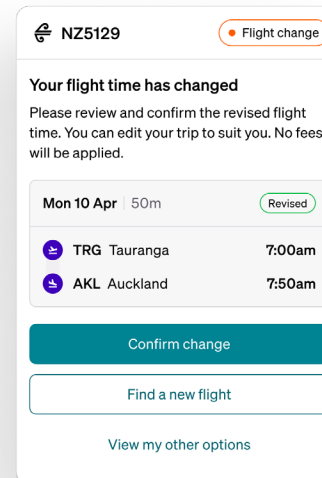 NZ5129
Flight change
Your flight time has changed
Please review and confirm the revised flight
time. You can edit your trip to suit you. No fees
will be applied.
Mon 10 Apr 50m
Revised
TRG Tauranga 7:00am
AKL Auckland 7:50am
Confirm change
Find a new flight
View my other options